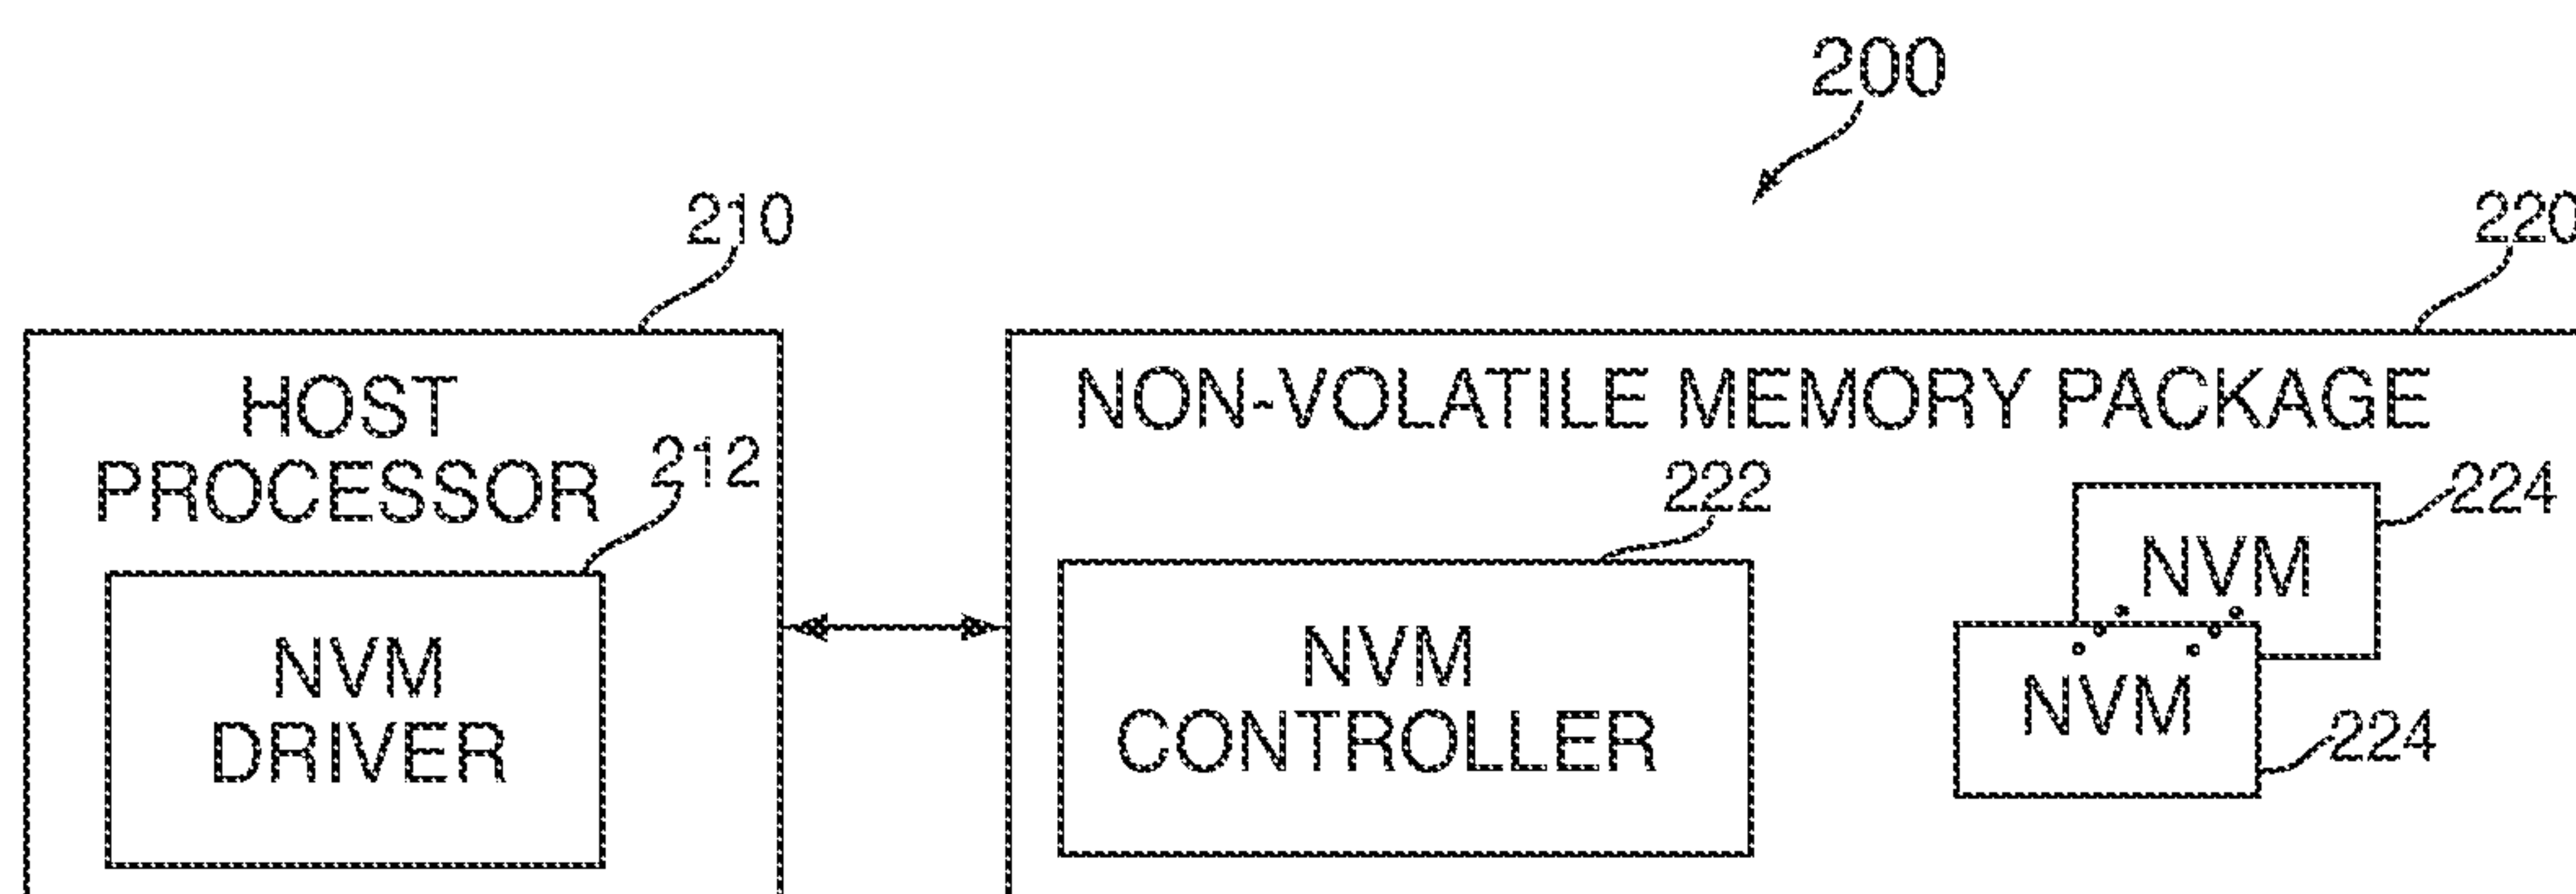 200
210
220
HOST
PROCESSOR
212
NVM
DRIVER
NON-VOLATILE MEMORY PACKAGE
222
NVM
CONTROLLER
224
NVM
NVM
224